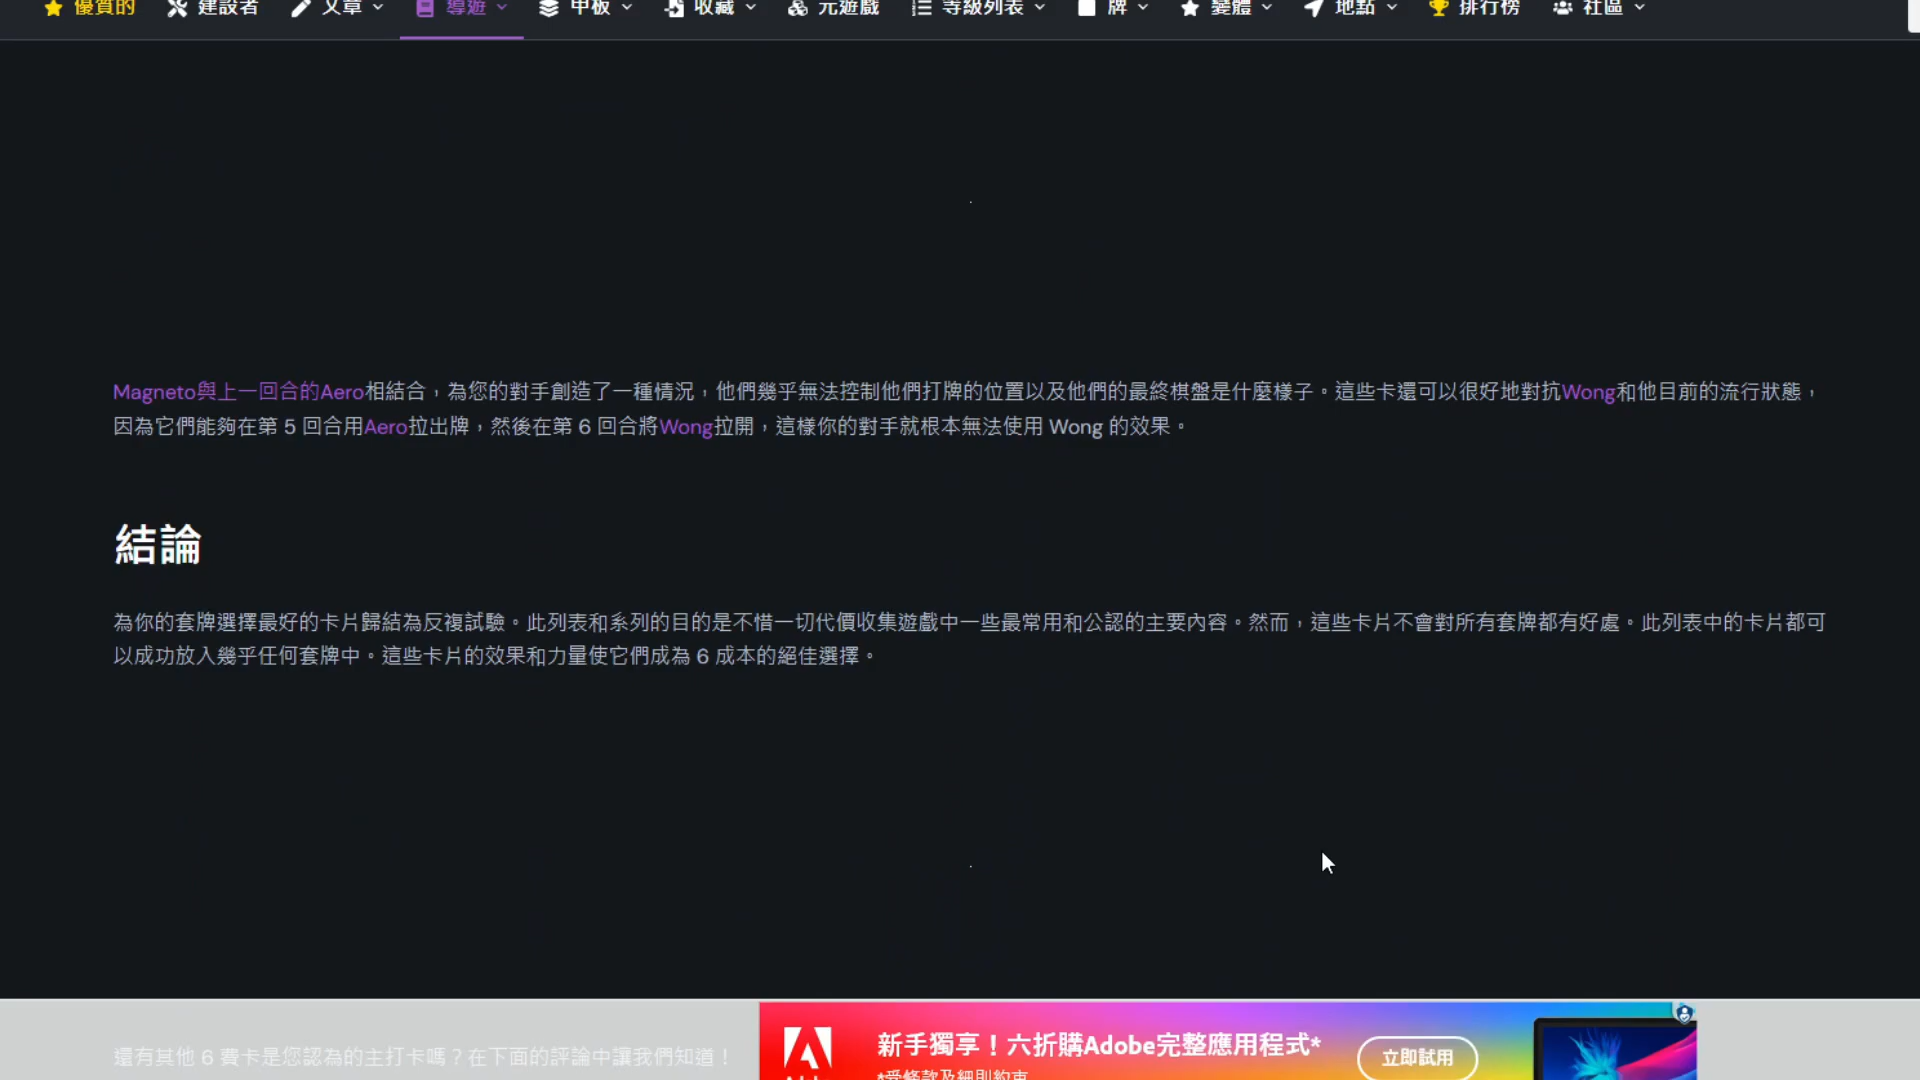 優質的 建設者 文章 導遊 甲板 收藏 元遊戲 等級列表 牌 變體 地點 排行榜 社區
Magneto與上一回合的Aero相結合，為您的對手創造了一種情況，他們幾乎無法控制他們打牌的位置以及他們的最終棋盤是什麼樣子。這些卡還可以很好地對抗Wong和他目前的流行狀態，
因為它們能夠在第 5 回合用Aero拉出牌，然後在第 6 回合將Wong拉開，這樣你的對手就根本無法使用 Wong 的效果。
結論
為你的套牌選擇最好的卡片歸結為反複試驗。此列表和系列的目的是不惜一切代價收集遊戲中一些最常用和公認的主要內容。然而，這些卡片不會對所有套牌都有好處。此列表中的卡片都可
以成功放入幾乎任何套牌中。這些卡片的效果和力量使它們成為 6 成本的絕佳選擇。
還有其他 6 費卡是您認為的主打卡嗎？在下面的評論中讓我們知道！
新手獨享！六折購Adobe完整應用程式*
*受條款及細則約束
立即試用